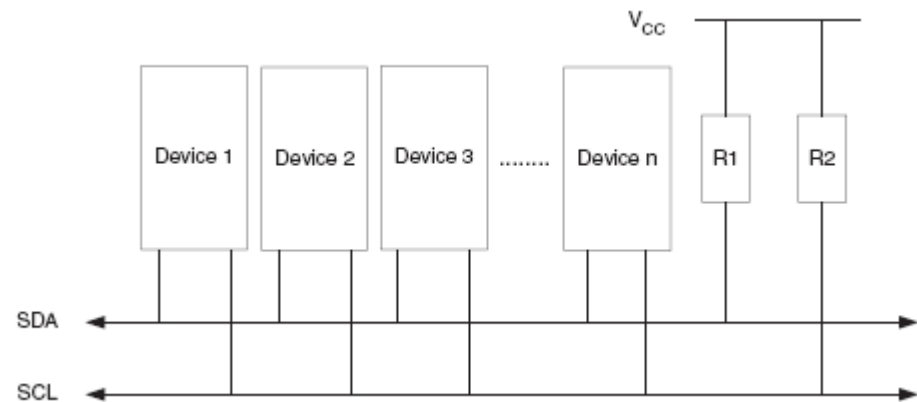 VCC
Device 1
Device 2
Device 3
........
Device n
R1
R2
SDA
SCL